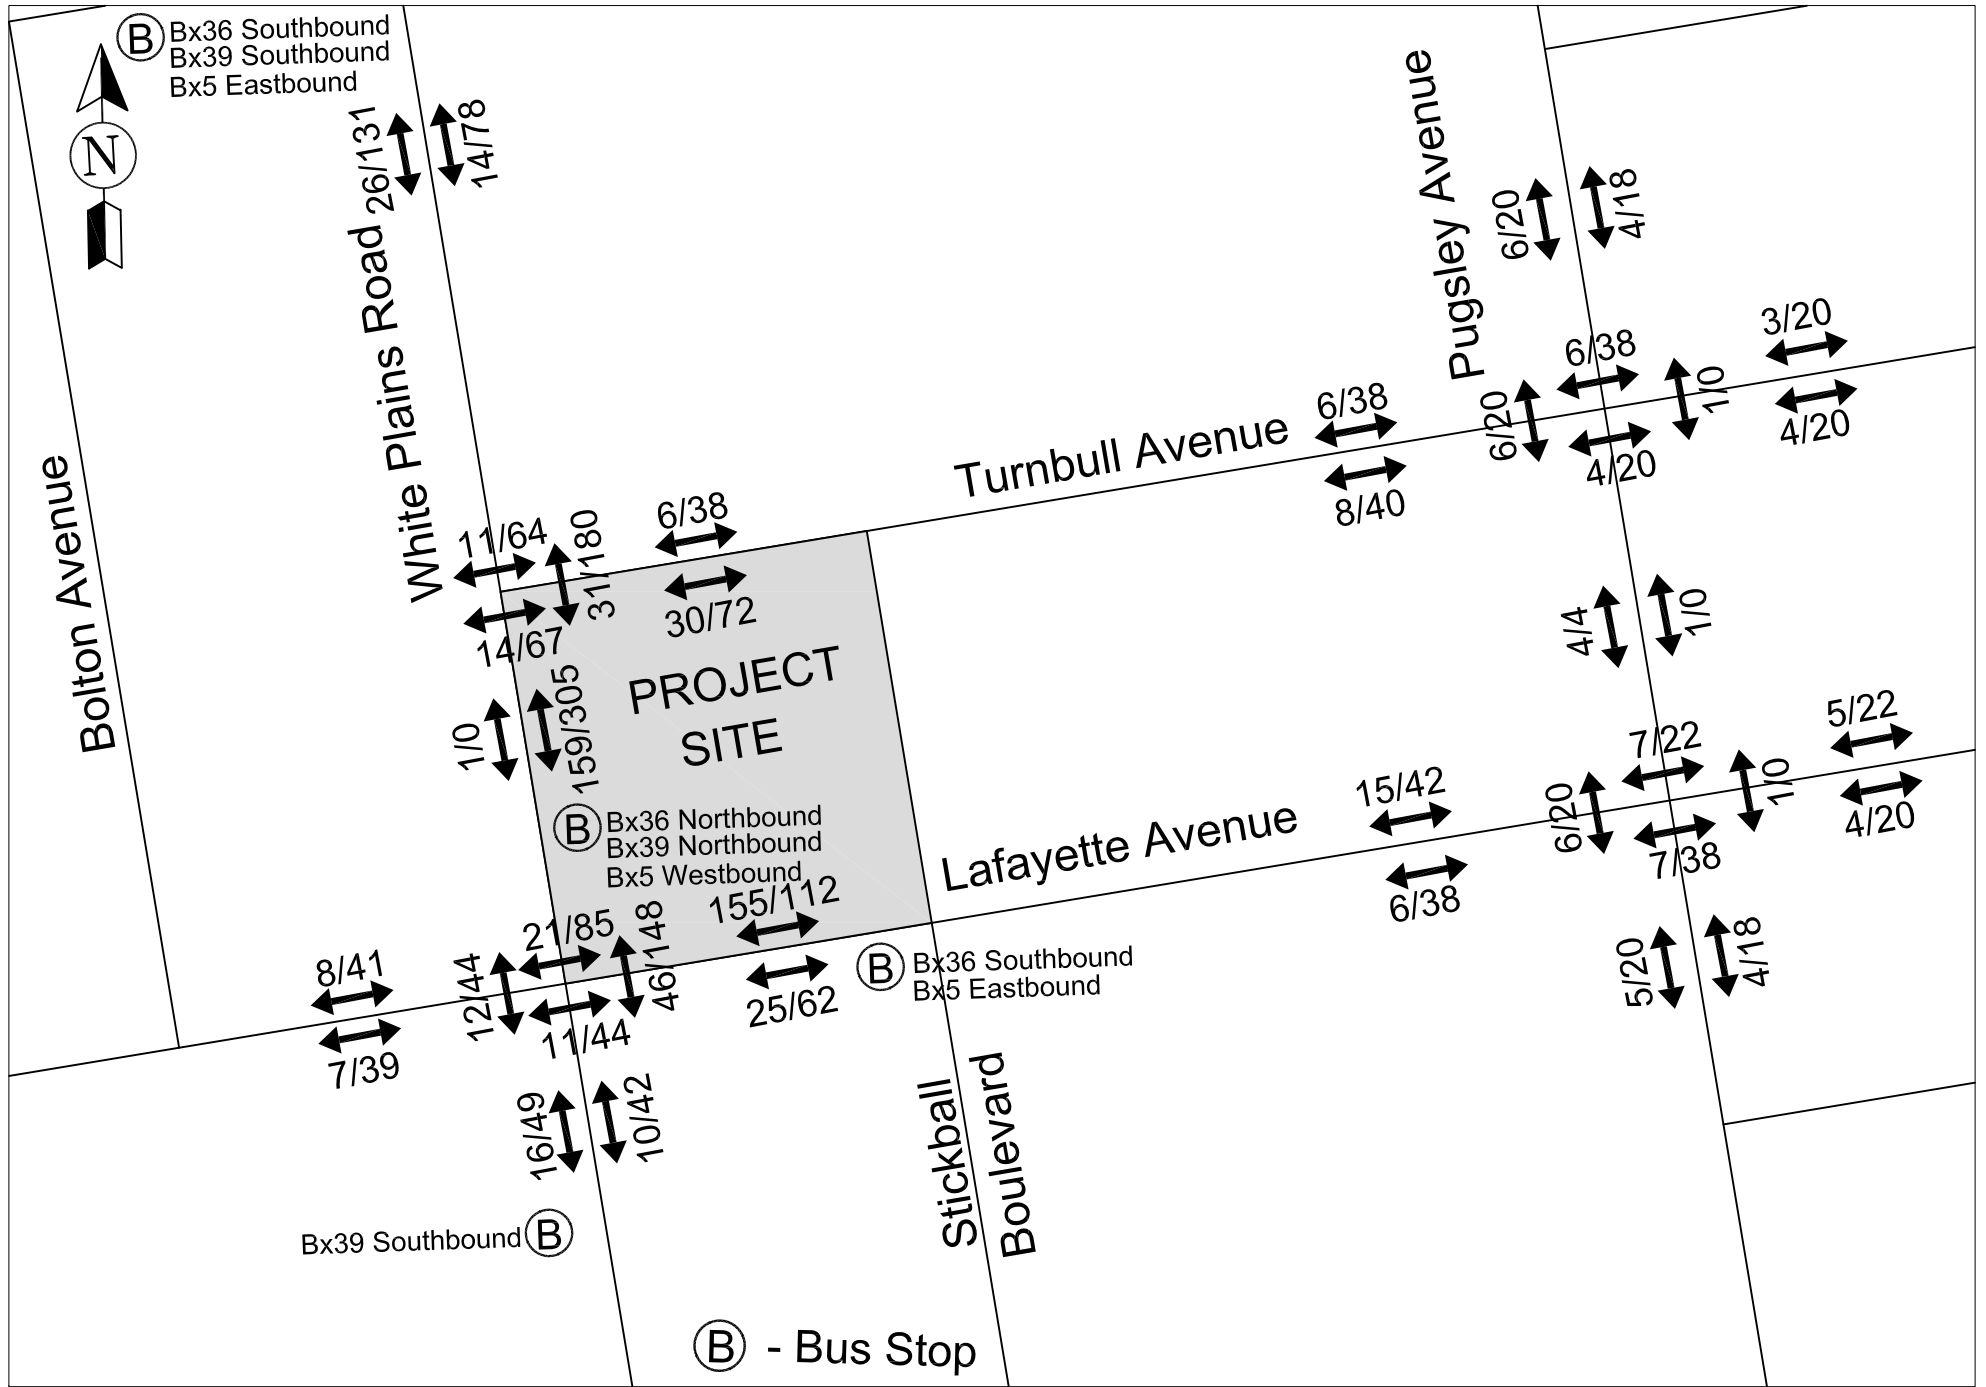 B
Bx36 Southbound
Bx39 Southbound
Bx5 Eastbound
N
26/131
14/78
White Plains Road
Pugsley Avenue
6/20
4/18
3/20
6/38
1/0
4/20
6/20
4/20
6/38
8/40
Turnbull Avenue
Bolton Avenue
11/64
31/180
6/38
14/67
30/72
1/0
159/305
PROJECT
SITE
4/4
1/0
B
Bx36 Northbound
Bx39 Northbound
Bx5 Westbound
5/22
7/22
1/0
6/20
7/38
4/20
15/42
6/38
Lafayette Avenue
155/112
21/85
46/148
12/44
11/44
8/41
7/39
25/62
B
Bx36 Southbound
Bx5 Eastbound
5/20
4/18
16/49
10/42
Stickball
Boulevard
Bx39 Southbound
B
B - Bus Stop